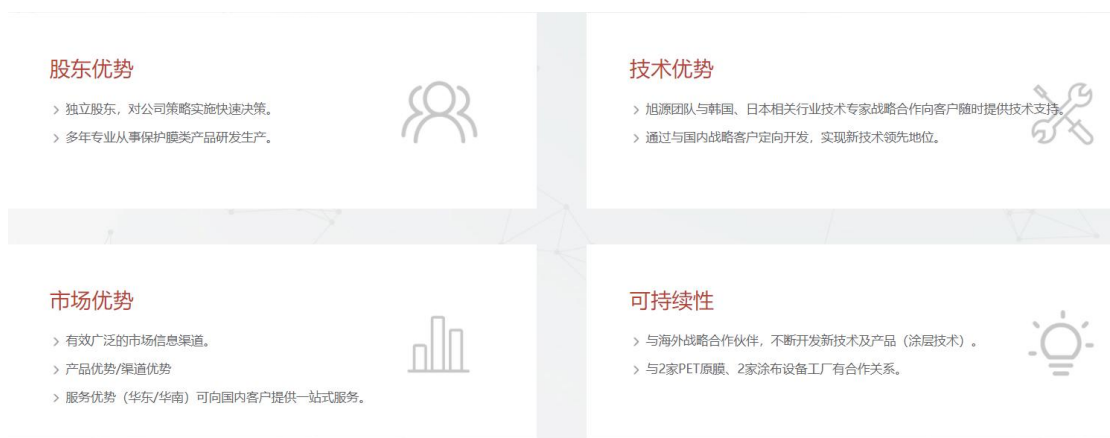 股东优势
独立股东，对公司策略实施快速决策。
多年专业从事保护膜类产品研发生产。
技术优势
旭源团队与韩国、日本相关行业技术专家战略合作向客户随时提供技术支持。
通过与国内战略客户定向开发，实现新技术领先地位。
市场优势
有效广泛的市场信息渠道。
产品优势/渠道优势
服务优势（华东/华南）可向国内客户提供一站式服务。
可持续性
与海外战略合作伙伴，不断开发新技术及产品（涂层技术）。
与2家PET原膜、2家涂布设备工厂有合作关系。